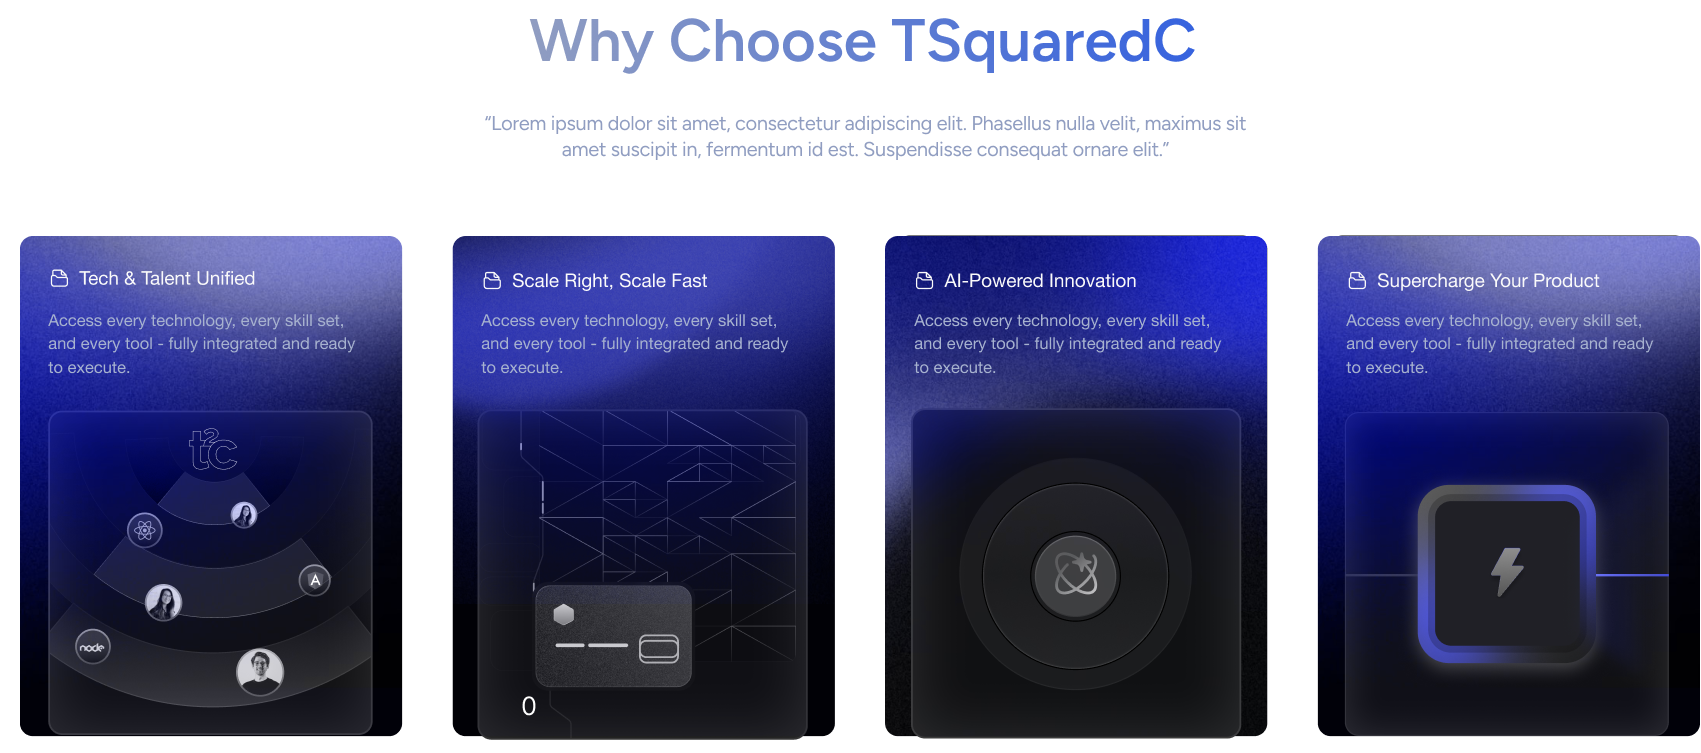 Why Choose TSquaredC
“Lorem ipsum dolor sit amet, consectetur adipiscing elit. Phasellus nulla velit, maximus sit
amet suscipit in, fermentum id est. Suspendisse consequat ornare elit.”
Tech & Talent Unified
Access every technology, every skill set,
and every tool - fully integrated and ready
to execute.
t²c
A
node
Scale Right, Scale Fast
Access every technology, every skill set,
and every tool - fully integrated and ready
to execute.
0
AI-Powered Innovation
Access every technology, every skill set,
and every tool - fully integrated and ready
to execute.
Supercharge Your Product
Access every technology, every skill set,
and every tool - fully integrated and ready
to execute.